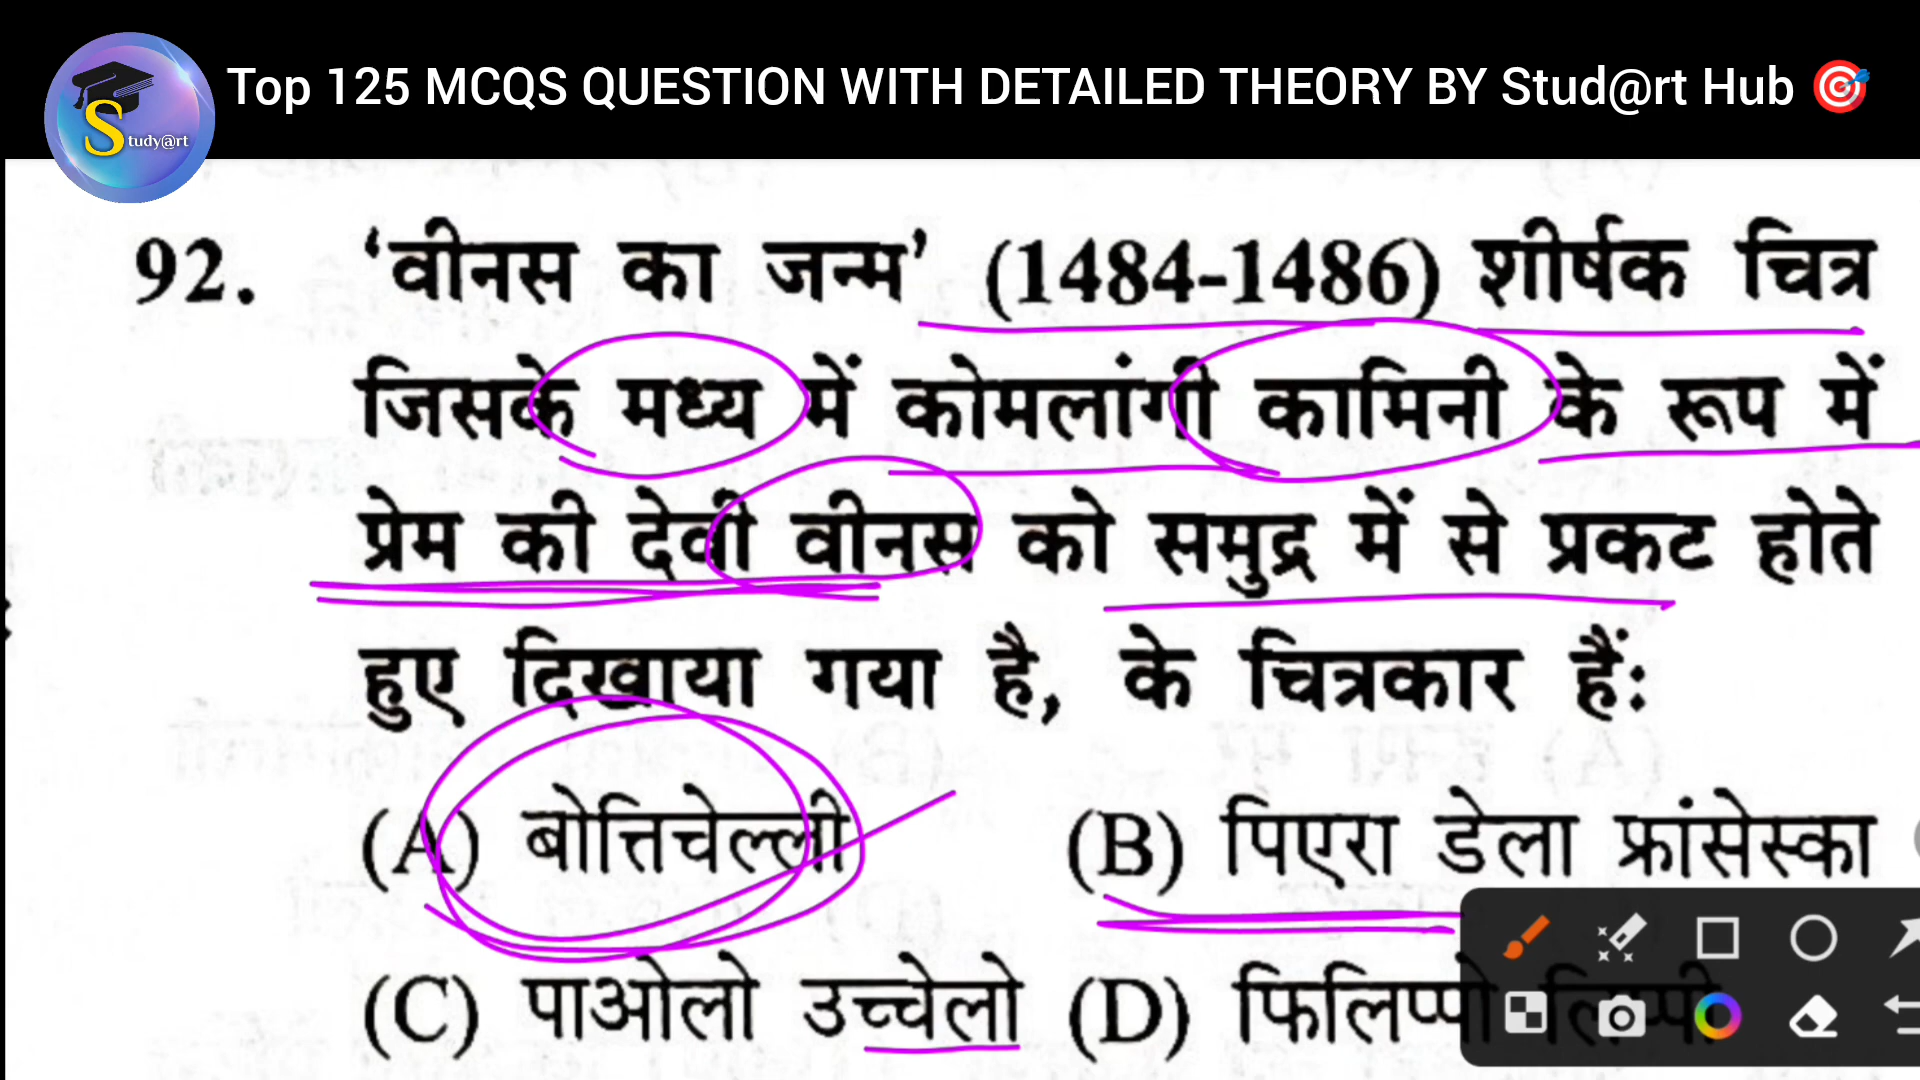 Top 125 MCQS QUESTION WITH DETAILED THEORY BY Stud@rt Hub 🎯
Study@rt
92. ‘वीनस का जन्म’ (1484-1486) शीर्षक चित्र
जिसके मध्य में कोमलांगी कामिनी के रूप में
प्रेम की देवी वीनस को समुद्र में से प्रकट होते
हुए दिखाया गया है, के चित्रकार हैं:
(A) बोत्तिचेल्ली (B) पिएरा डेला फ्रांसेस्का
(C) पाओलो उच्चेलो (D) फिलिप्पो लिप्पी